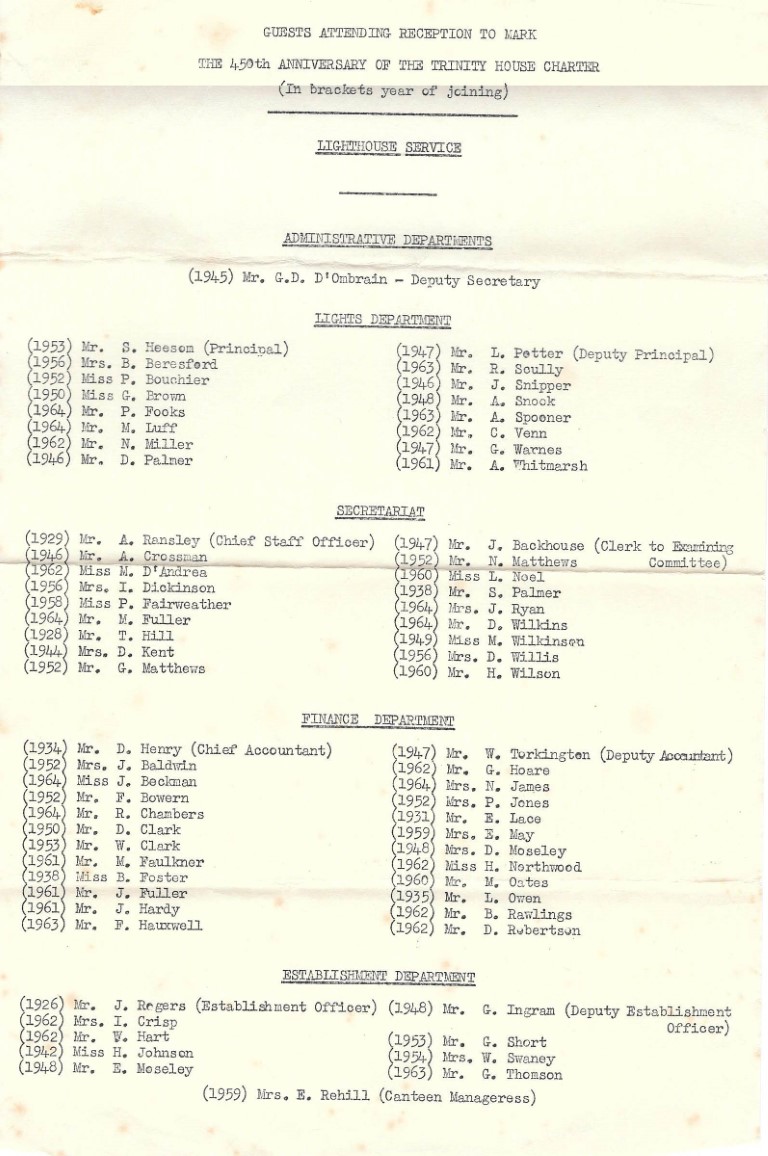 GUESTS ATTENDING RECEPTION TO MARK
THE 450th ANNIVERSARY OF THE TRINITY HOUSE CHARTER
(In brackets year of joining)
LIGHTHOUSE SERVICE
ADMINISTRATIVE DEPARTMENTS
(1945) Mr. G.D. D'Ombrain - Deputy Secretary
LIGHTS DEPARTMENT
(1953) Mr. S. Heesom (Principal)
(1956) Mrs. B. Beresford
(1952) Miss P. Bouchier
(1950) Miss G. Brown
(1964) Mr. P. Fooks
(1964) Mr. M. Luff
(1962) Mr. N. Miller
(1946) Mr. D. Palmer
(1947) Mr. L. Potter (Deputy Principal)
(1963) Mr. R. Scully
(1946) Mr. J. Snipper
(1948) Mr. A. Snook
(1963) Mr. A. Spooner
(1962) Mr. C. Venn
(1947) Mr. G. Warnes
(1961) Mr. A. Whitmarsh
SECRETARIAT
(1929) Mr. A. Ransley (Chief Staff Officer)
(1946) Mr. A. Crossman
(1962) Miss M. D'Andrea
(1956) Mrs. I. Dickinson
(1958) Miss P. Fairweather
(1964) Mr. M. Fuller
(1928) Mr. T. Hill
(1944) Mrs. D. Kent
(1952) Mr. G. Matthews
(1947) Mr. J. Backhouse (Clerk to Examining
(1952) Mr. N. Matthews Committee)
(1960) Miss L. Noel
(1938) Mr. S. Palmer
(1964) Mrs. J. Ryan
(1964) Mr. D. Wilkins
(1949) Miss M. Wilkinson
(1956) Mrs. D. Willis
(1960) Mr. H. Wilson
FINANCE DEPARTMENT
(1934) Mr. D. Henry (Chief Accountant)
(1952) Mrs. J. Baldwin
(1964) Miss J. Beckman
(1952) Mr. F. Bowern
(1964) Mr. R. Chambers
(1950) Mr. D. Clark
(1953) Mr. W. Clark
(1961) Mr. M. Faulkner
(1938) Miss B. Foster
(1961) Mr. J. Fuller
(1961) Mr. J. Hardy
(1963) Mr. F. Hauxwell
(1947) Mr. W. Torkington (Deputy Accountant)
(1962) Mr. G. Hoare
(1964) Mrs. N. James
(1952) Mrs. P. Jones
(1931) Mr. E. Lace
(1959) Mrs. E. May
(1948) Mrs. D. Moseley
(1962) Miss H. Northwood
(1960) Mr. M. Oates
(1935) Mr. L. Owen
(1962) Mr. B. Rawlings
(1962) Mr. D. Robertson
ESTABLISHMENT DEPARTMENT
(1926) Mr. J. Rogers (Establishment Officer)
(1962) Mrs. I. Crisp
(1962) Mr. W. Hart
(1942) Miss H. Johnson
(1948) Mr. E. Moseley
(1948) Mr. G. Ingram (Deputy Establishment
Officer)
(1953) Mr. G. Short
(1954) Mrs. W. Swaney
(1963) Mr. G. Thomson
(1959) Mrs. E. Rehill (Canteen Manageress)